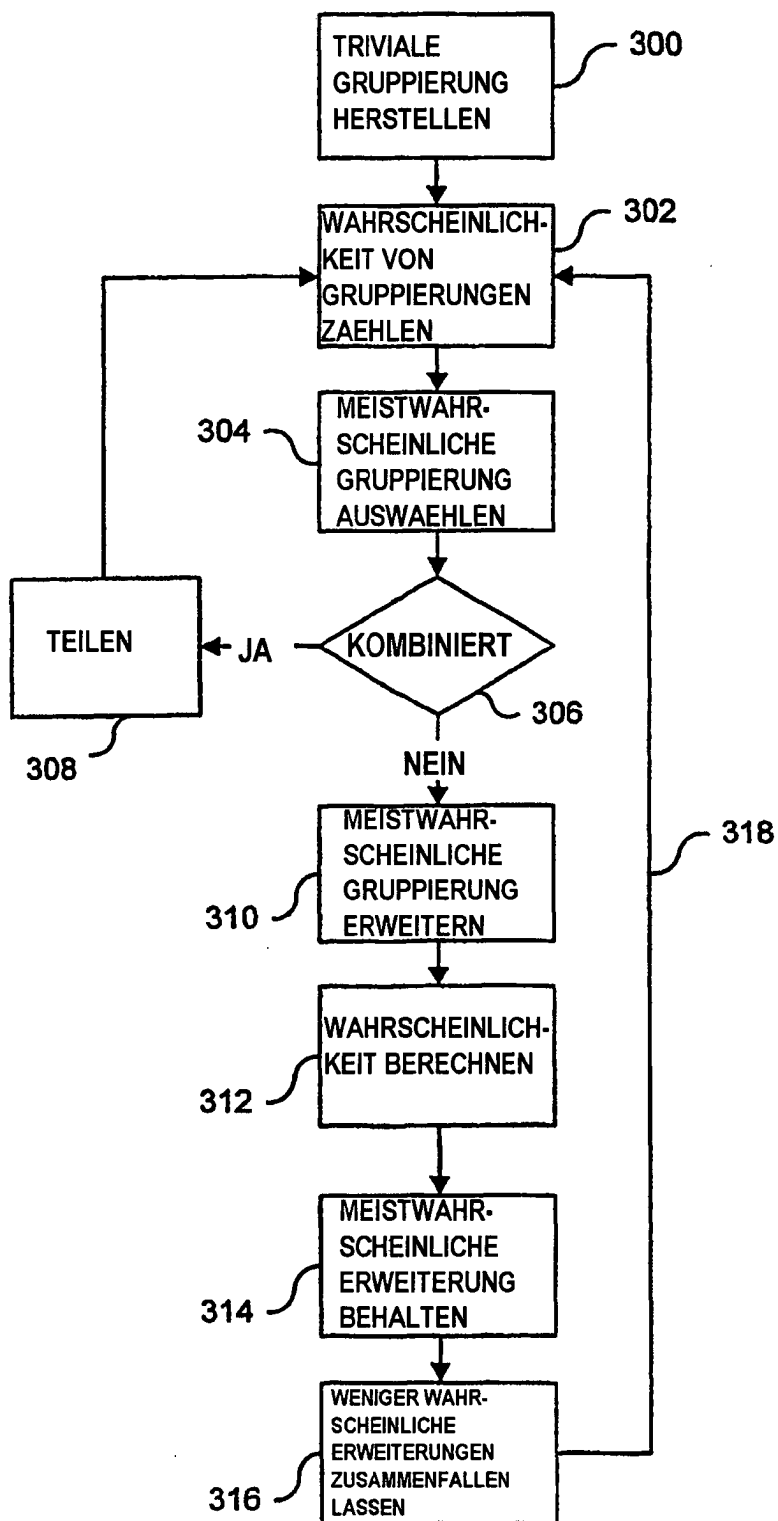 TRIVIALE
GRUPPIERUNG
HERSTELLEN
300
WAHRSCHEINLICH-
KEIT VON
GRUPPIERUNGEN
ZAEHLEN
302
MEISTWAHR-
SCHEINLICHE
GRUPPIERUNG
AUSWAEHLEN
304
KOMBINIERT
306
JA
TEILEN
308
NEIN
MEISTWAHR-
SCHEINLICHE
GRUPPIERUNG
ERWEITERN
310
318
WAHRSCHEINLICH-
KEIT BERECHNEN
312
MEISTWAHR-
SCHEINLICHE
ERWEITERUNG
BEHALTEN
314
WENIGER WAHR-
SCHEINLICHE
ERWEITERUNGEN
ZUSAMMENFALLEN
LASSEN
316